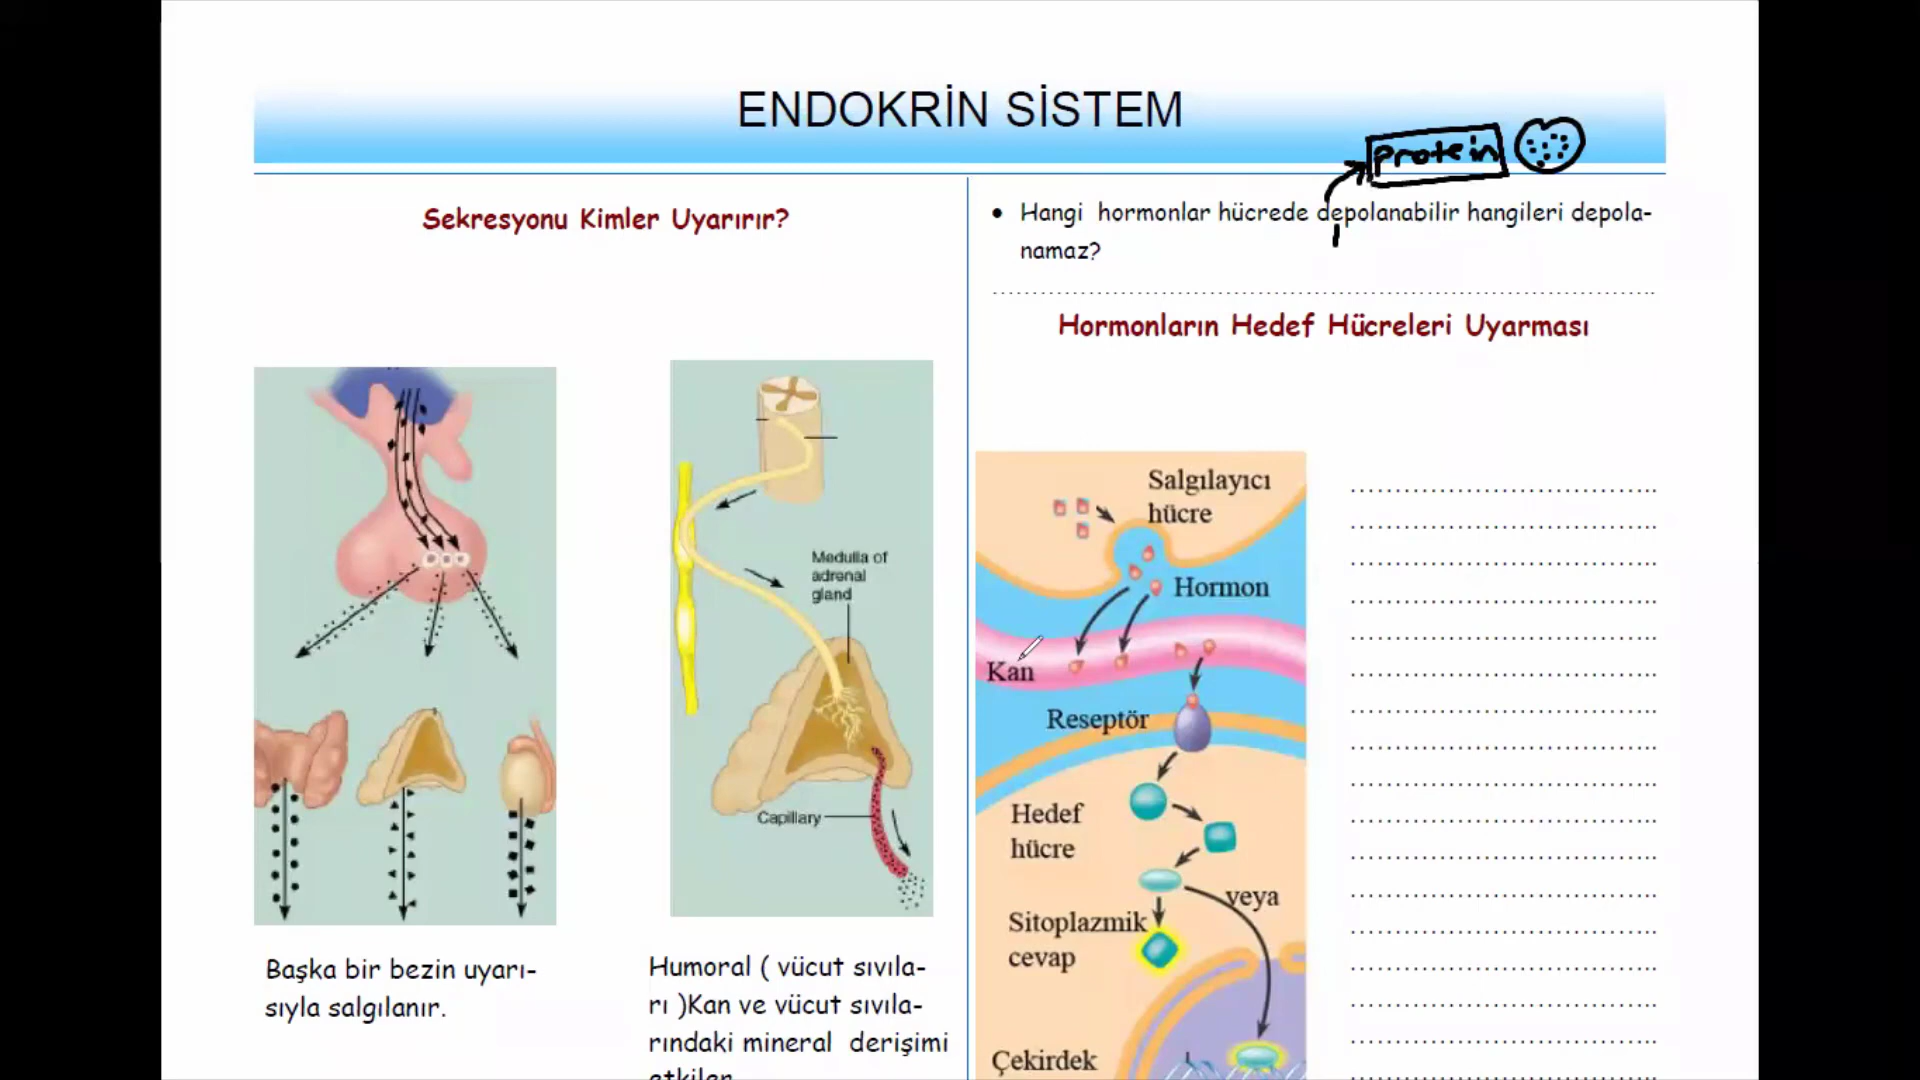 ENDOKRİN SİSTEM
protein
Sekresyonu Kimler Uyarırır?
Medulla of
adrenal
gland
Capillary
Başka bir bezin uyarı-
sıyla salgılanır.
Humoral ( vücut sıvıla-
rı )Kan ve vücut sıvıla-
rındaki mineral derişimi
etkiler
• Hangi hormonlar hücrede depolanabilir hangileri depola-
namaz?
Hormonların Hedef Hücreleri Uyarması
Salgılayıcı
hücre
Hormon
Kan
Reseptör
Hedef
hücre
veya
Sitoplazmik
cevap
Çekirdek